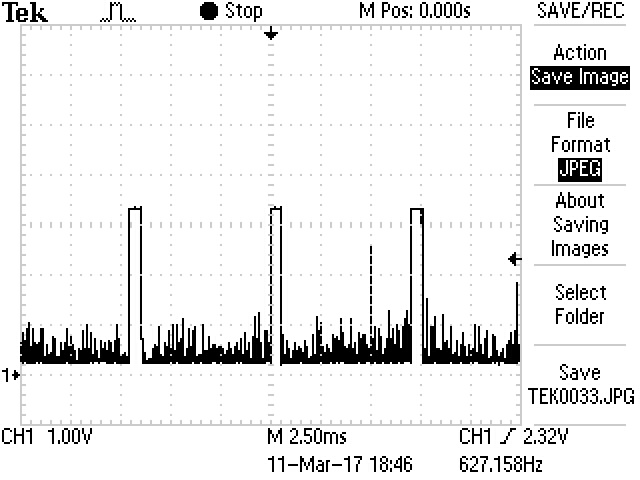 Tek Stop M Pos: 0.000s SAVE/REC
Action
Save Image
File
Format
JPEG
About
Saving
Images
Select
Folder
Save
TEK0033.JPG
1
CH1 1.00V M 2.50ms CH1 2.32V
11-Mar-17 18:46 627.158Hz